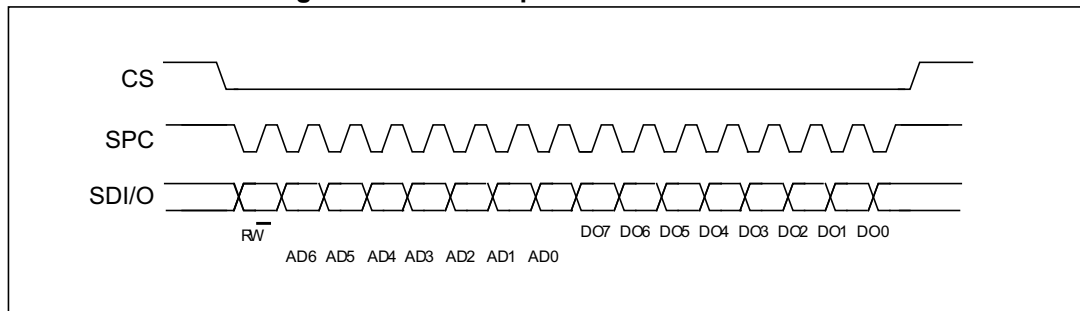 CS
SPC
SDI/O
RW
DO7 DO6 DO5 DO4 DO3 DO2 DO1 DO0
AD6 AD5 AD4 AD3 AD2 AD1 AD0